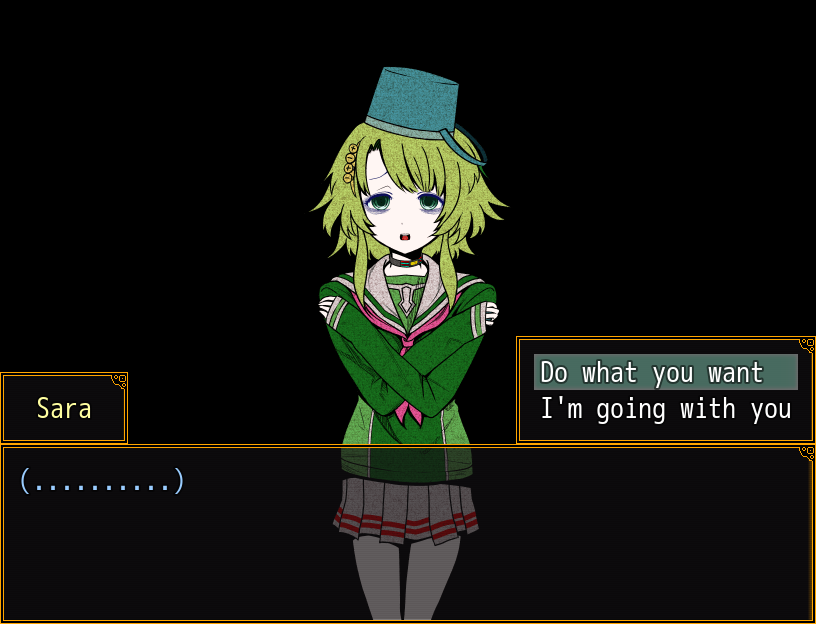 Do what you want
I'm going with you
Sara
(..........)